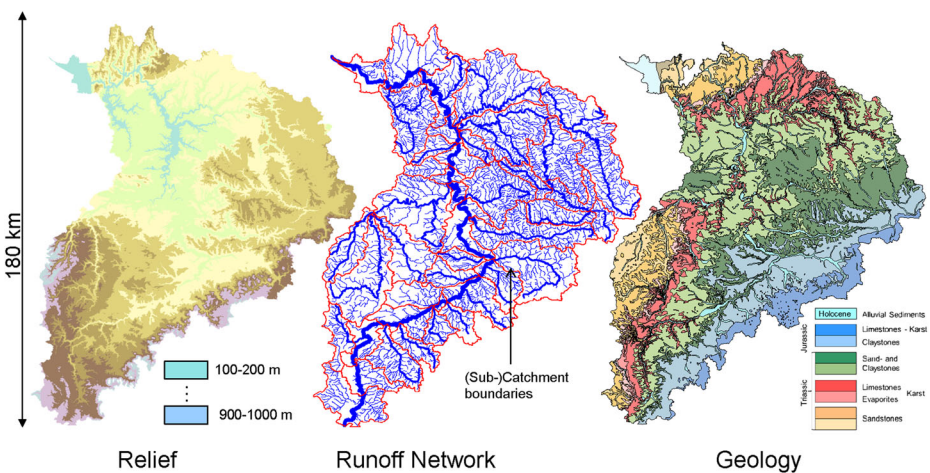 180 km
100-200 m
900-1000 m
Relief
(Sub-)Catchment
boundaries
Runoff Network
Holocene Alluvial Sediments
Jurassic
Limestones - Karst
Claystones
Triassic
Sand- and
Claystones
Limestones
Evaporites
Karst
Sandstones
Geology